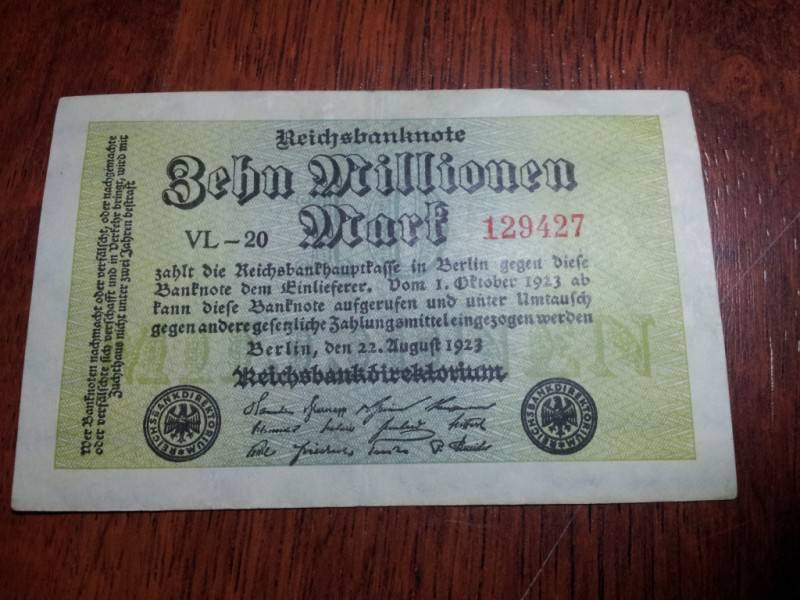 Reichsbanknote
Zehn Millionen
Mark
VL-20
129427
zahlt die Reichsbankhauptkasse in Berlin gegen diese
Banknote dem Einlieferer. Vom 1. Oktober 1923 ab
kann diese Banknote aufgerufen und unter Umtausch
gegen andere gesetzliche Zahlungsmittel eingezogen werden
Berlin, den 22. August 1923
Reichsbankdirektorium
REICHSBANKDIREKTORIUM
REICHSBANKDIREKTORIUM
Wer Banknoten nachmacht oder verfälscht, oder nachgemachte
oder verfälschte sich verschafft und in Verkehr bringt, wird mit
Zuchthaus nicht unter zwei Jahren bestraft